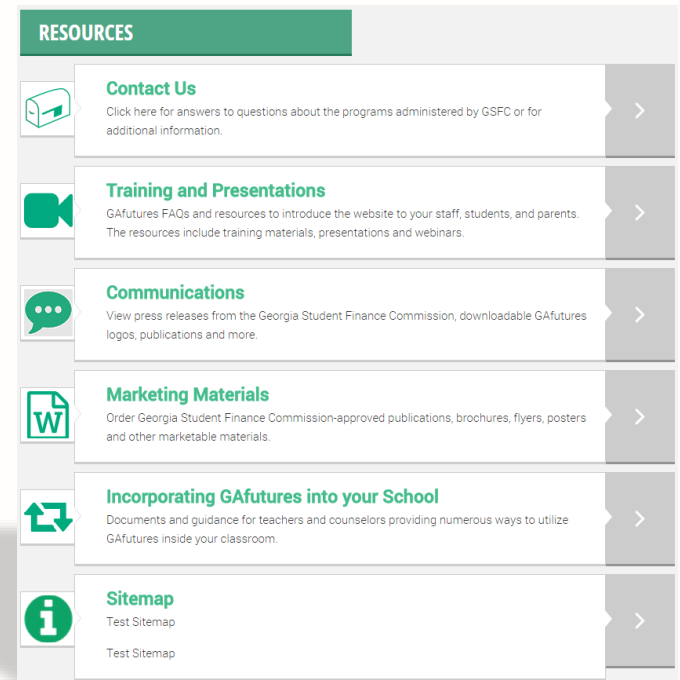 RESOURCES
Contact Us
Click here for answers to questions about the programs administered by GSFC or for
additional information.
Training and Presentations
GAfutures FAQs and resources to introduce the website to your staff, students, and parents.
The resources include training materials, presentations and webinars.
Communications
View press releases from the Georgia Student Finance Commission, downloadable GAfutures
logos, publications and more.
W
Marketing Materials
Order Georgia Student Finance Commission-approved publications, brochures, flyers, posters
and other marketable materials.
Incorporating GAfutures into your School
Documents and guidance for teachers and counselors providing numerous ways to utilize
GAfutures inside your classroom.
Sitemap
Test Sitemap
Test Sitemap